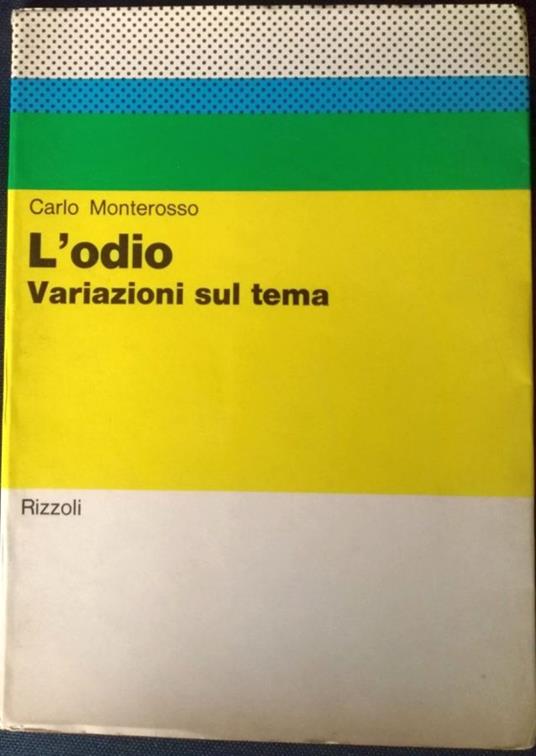 Carlo Monterosso
L'odio
Variazioni sul tema
Rizzoli